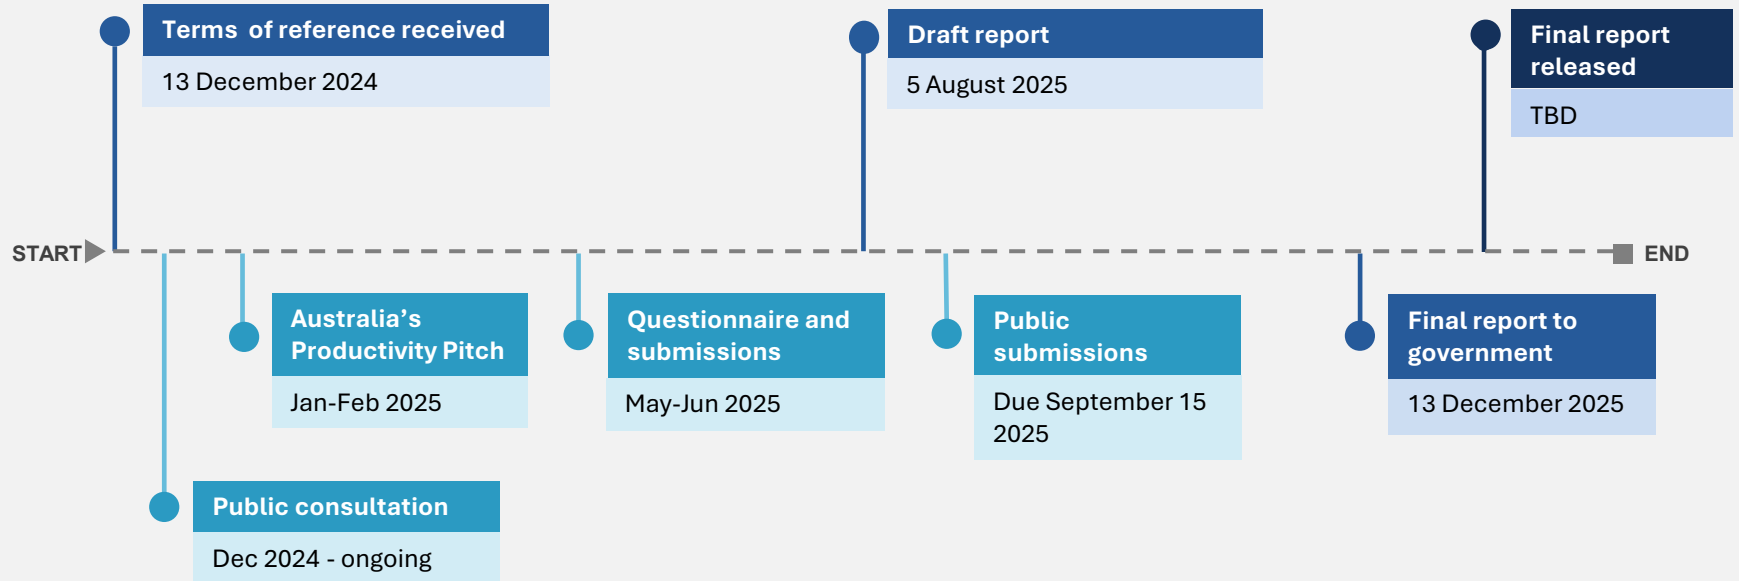 Terms of reference received
13 December 2024
Draft report
5 August 2025
Final report
released
TBD
START
END
Australia’s
Productivity Pitch
Jan-Feb 2025
Questionnaire and
submissions
May-Jun 2025
Public
submissions
Due September 15
2025
Final report to
government
13 December 2025
Public consultation
Dec 2024 - ongoing